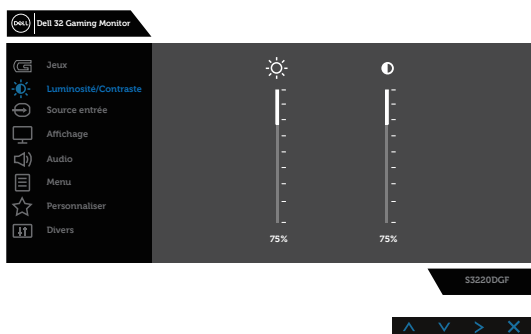 DELL
Dell 32 Gaming Monitor
Jeux
Luminosité/Contraste
Source entrée
Affichage
Audio
Menu
Personnaliser
Divers
75%
75%
S3220DGF